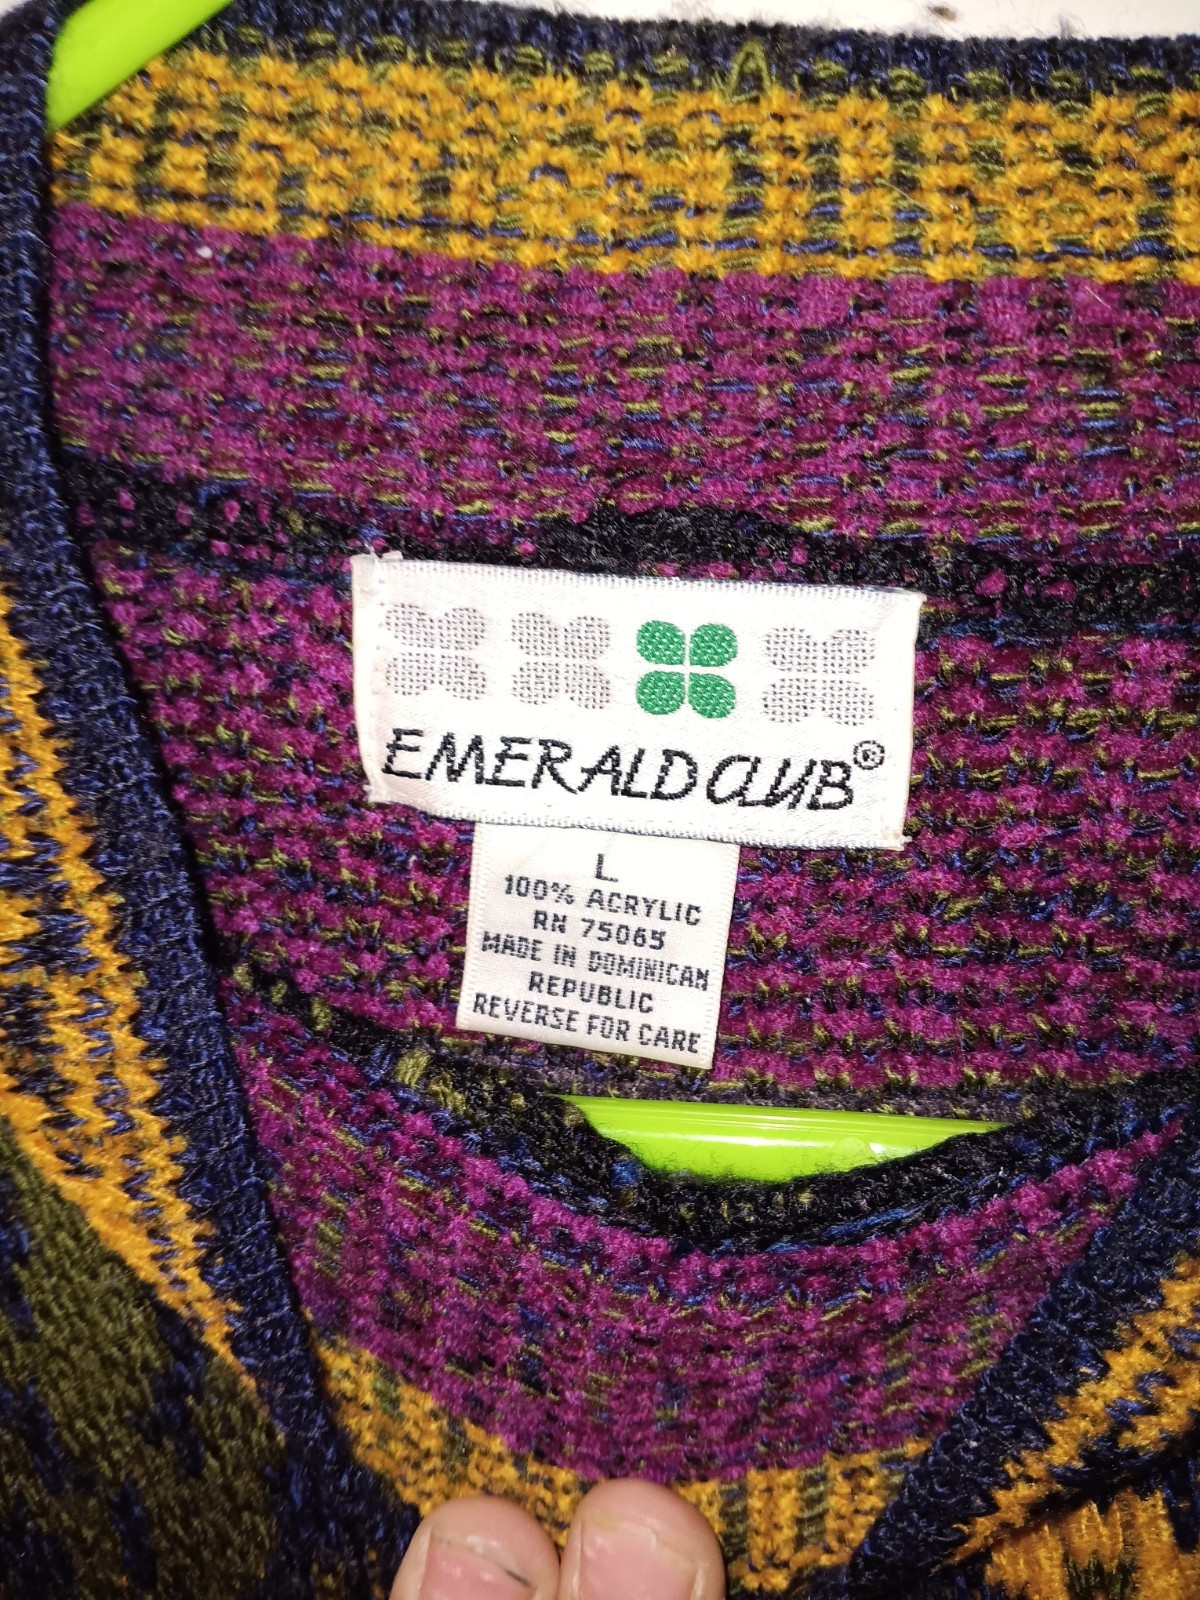 EMERALD CLUB®
L
100% ACRYLIC
RN 75065
MADE IN DOMINICAN
REPUBLIC
REVERSE FOR CARE